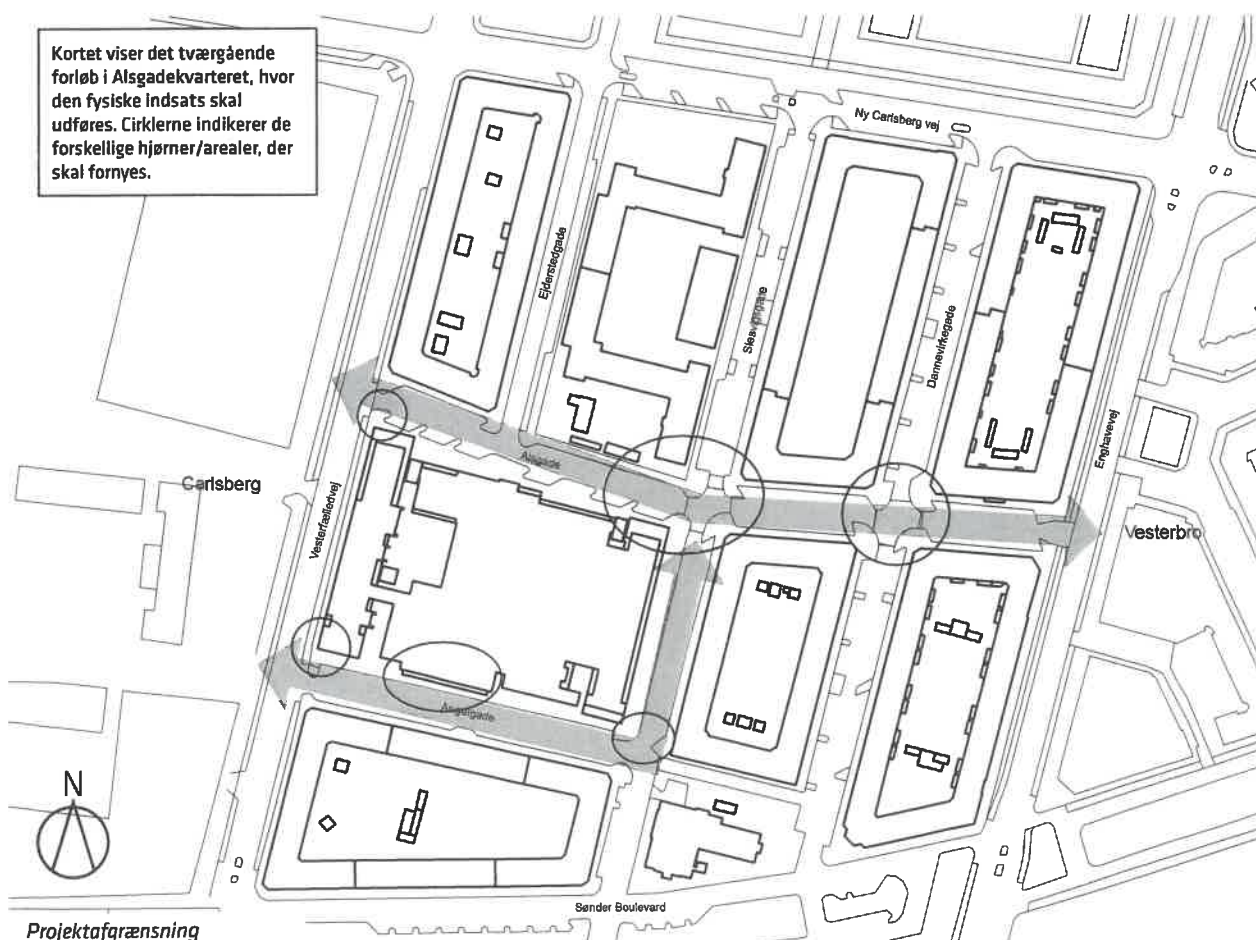 Kortet viser det tværgående
forløb i Alsgadekvarteret, hvor
den fysiske indsats skal
udføres. Cirklerne indikerer de
forskellige hjørner/arealer, der
skal fornyes.
Ny Carlsberg vej
Ejderstedgade
Slesvigsgade
Dannevirkegade
Enghavevej
Alsgade
Carlsberg
Vesterfælledvej
Vesterbro
Angelgade
N
Sønder Boulevard
Projektafgrænsning